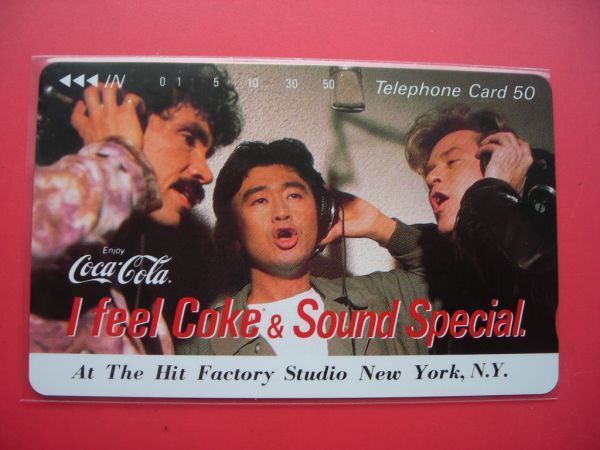 ◀◀◀ IN 0 1 5 10 30 50 Telephone Card 50
Enjoy
Coca-Cola.
I feel Coke & Sound Special.
At The Hit Factory Studio New York, N.Y.